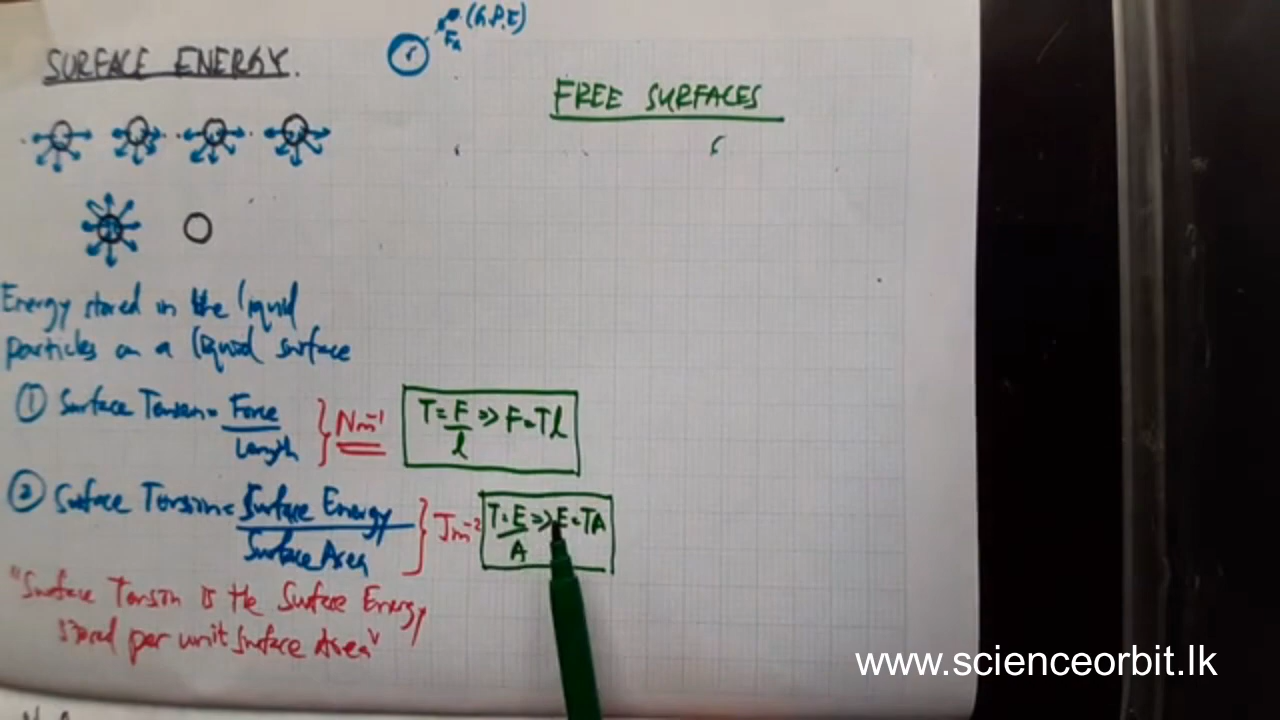 (G.P.E)
SURFACE ENERGY.
FREE SURFACES
Energy stored in the liquid
particles on a liquid surface
① Surface Tension = Force
Length
} Nm⁻¹
T = F => F = Tl
l
② Surface Tension = Surface Energy
Surface Area
} Jm⁻²
T = E => E = TA
A
"Surface Tension is the Surface Energy
stored per unit Surface Area"
www.scienceorbit.lk